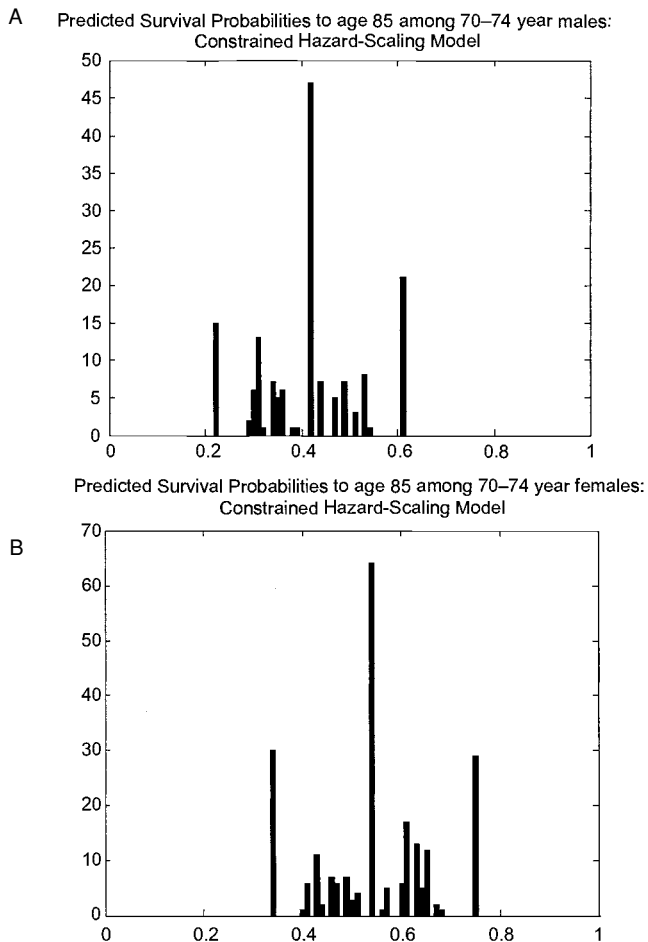 A
Predicted Survival Probabilities to age 85 among 70–74 year males:
Constrained Hazard-Scaling Model
50
45
40
35
30
25
20
15
10
5
0
0 0.2 0.4 0.6 0.8 1
Predicted Survival Probabilities to age 85 among 70–74 year females:
Constrained Hazard-Scaling Model
B
70
60
50
40
30
20
10
0
0 0.2 0.4 0.6 0.8 1